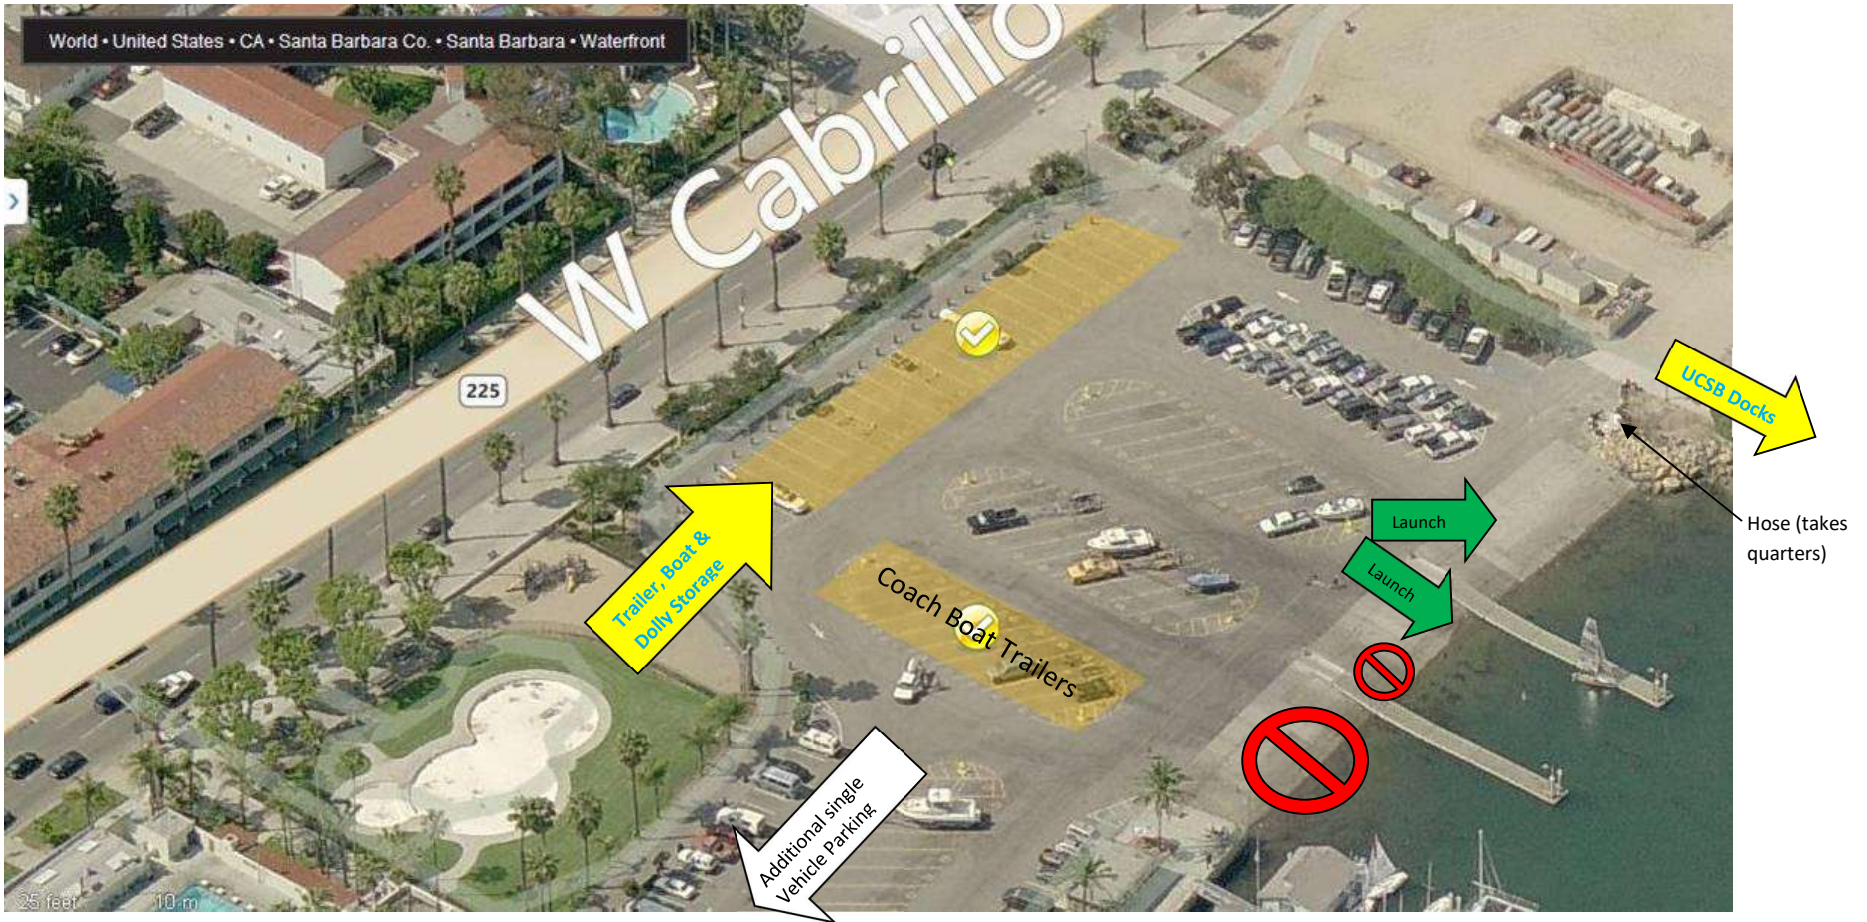 World • United States • CA • Santa Barbara Co. • Santa Barbara • Waterfront
W Cabrillo
225
UCSB Docks
Hose (takes
quarters)
Launch
Launch
Trailer, Boat &
Dolly Storage
Coach Boat Trailers
Additional single
Vehicle Parking
25 feet
10 m